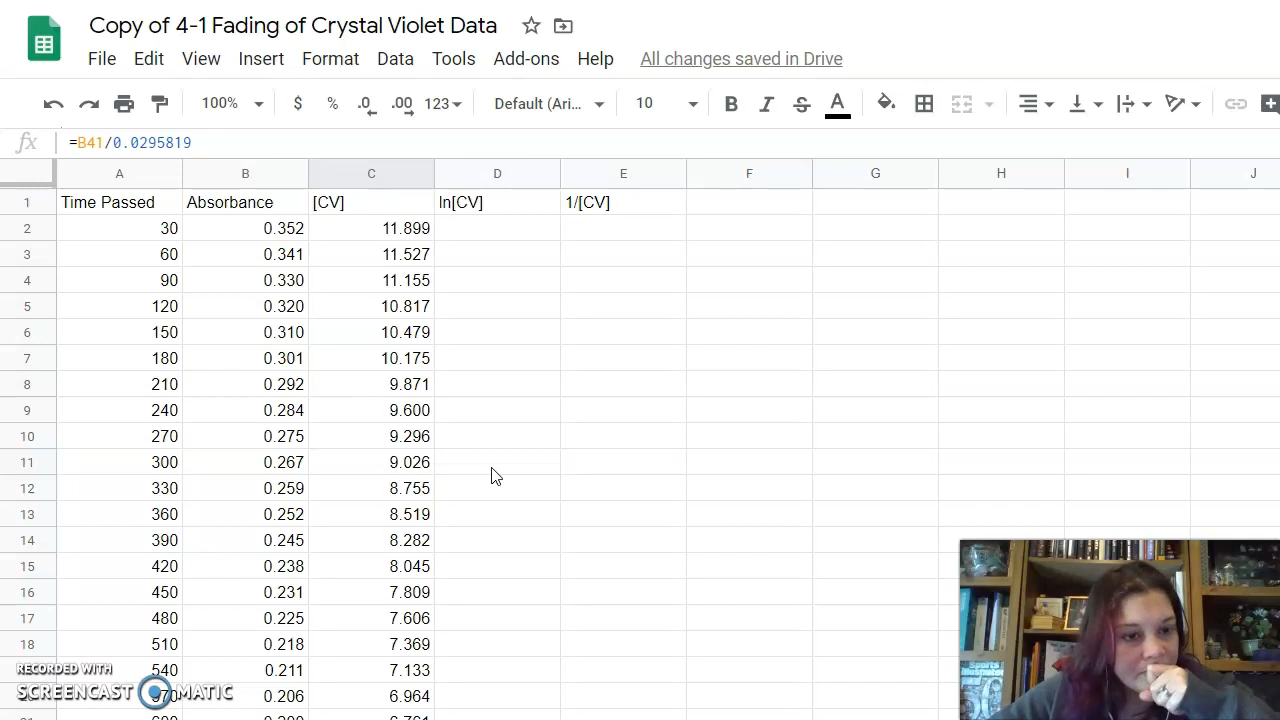 Copy of 4-1 Fading of Crystal Violet Data
File Edit View Insert Format Data Tools Add-ons Help All changes saved in Drive
100% $ % .0 .00 123 Default (Ari... 10 B I S A
fx =B41/0.0295819
A B C D E F G H I J
1 Time Passed Absorbance [CV] ln[CV] 1/[CV]
2 30 0.352 11.899
3 60 0.341 11.527
4 90 0.330 11.155
5 120 0.320 10.817
6 150 0.310 10.479
7 180 0.301 10.175
8 210 0.292 9.871
9 240 0.284 9.600
10 270 0.275 9.296
11 300 0.267 9.026
12 330 0.259 8.755
13 360 0.252 8.519
14 390 0.245 8.282
15 420 0.238 8.045
16 450 0.231 7.809
17 480 0.225 7.606
18 510 0.218 7.369
RECORDED WITH
540 0.211 7.133
SCREENCAST MATIC
570 0.206 6.964
6.761